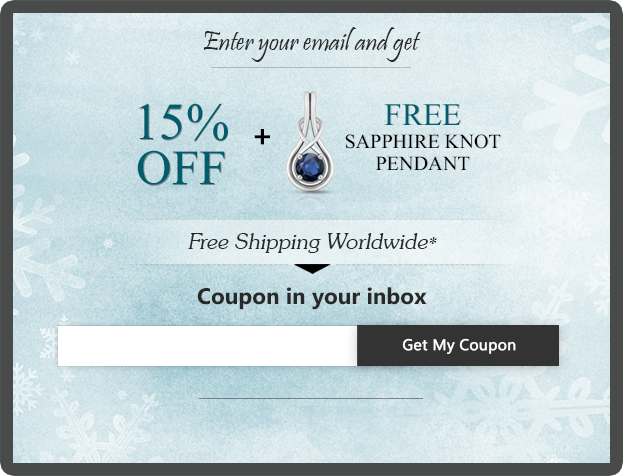 Enter your email and get
15%
OFF
+
FREE
SAPPHIRE KNOT
PENDANT
Free Shipping Worldwide*
Coupon in your inbox
Get My Coupon